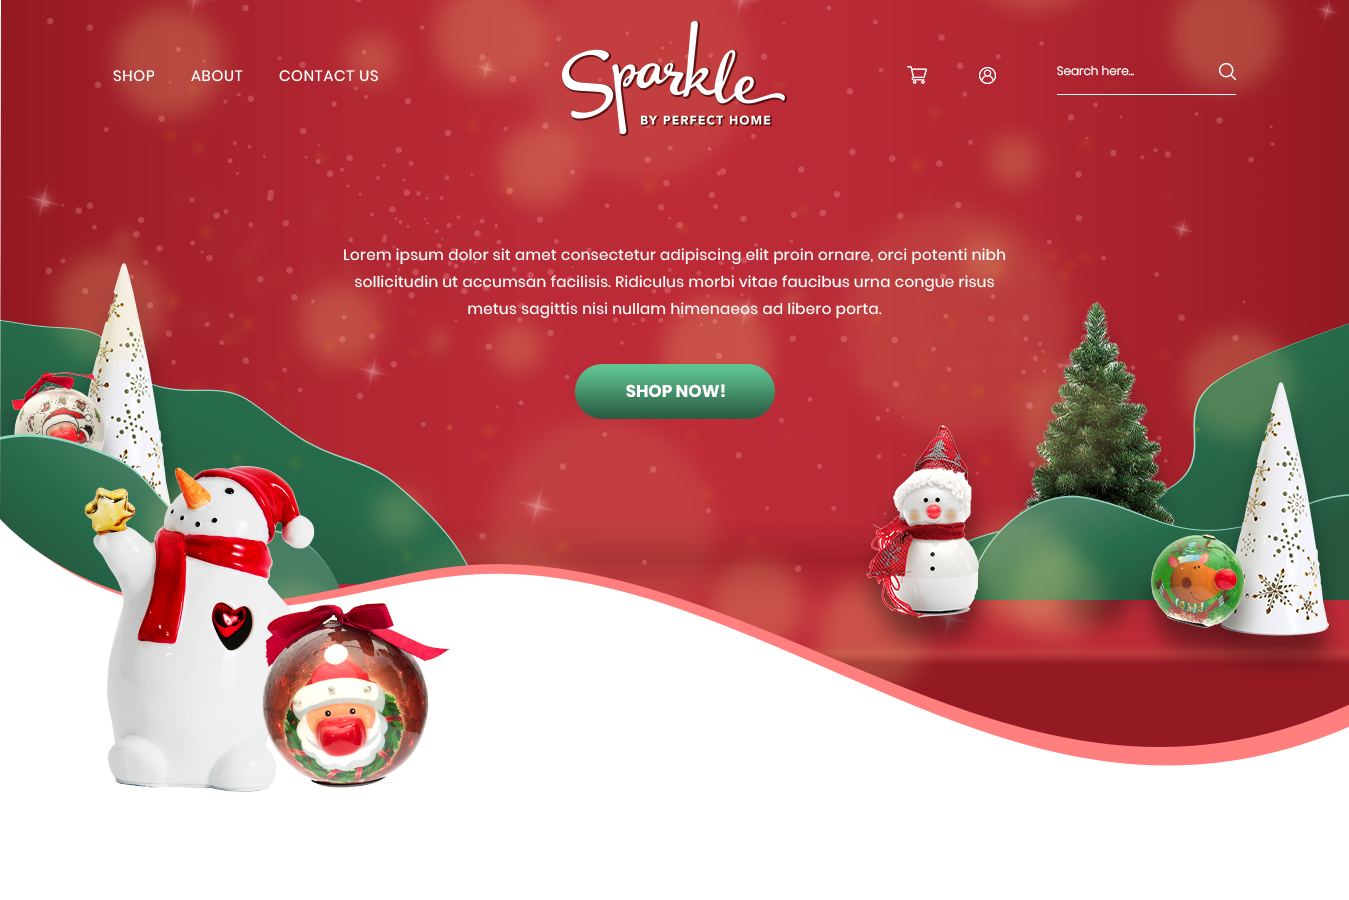 SHOP ABOUT CONTACT US
Sparkle
BY PERFECT HOME
Search here...
Lorem ipsum dolor sit amet consectetur adipiscing elit proin ornare, orci potenti nibh
sollicitudin ut accumsan facilisis. Ridiculus morbi vitae faucibus urna congue risus
metus sagittis nisi nullam himenaeos ad libero porta.
SHOP NOW!